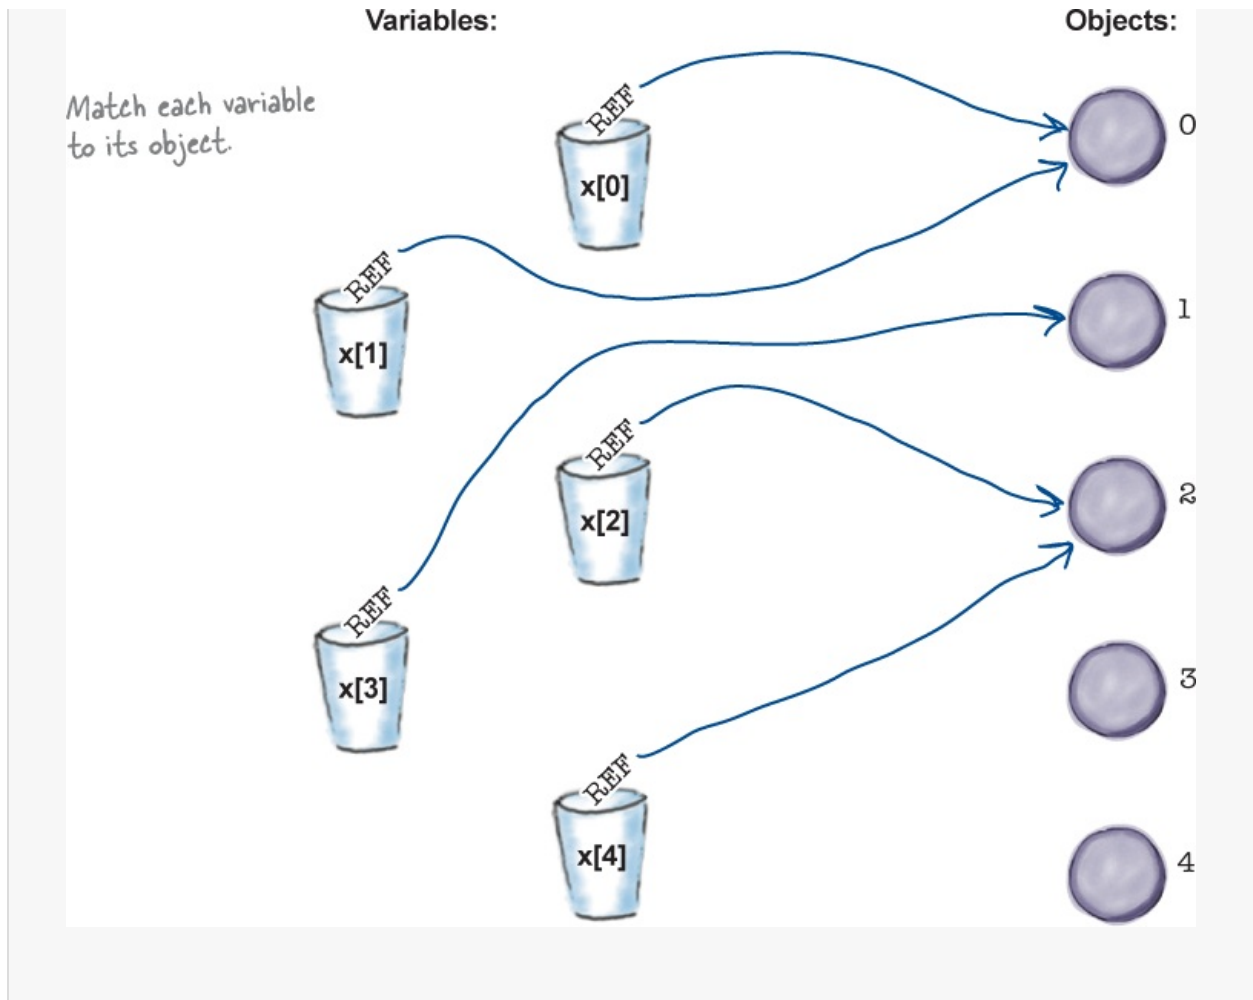 Variables:
Objects:
Match each variable
to its object.
REF
x[0]
0
REF
x[1]
1
REF
x[2]
2
REF
x[3]
3
REF
x[4]
4